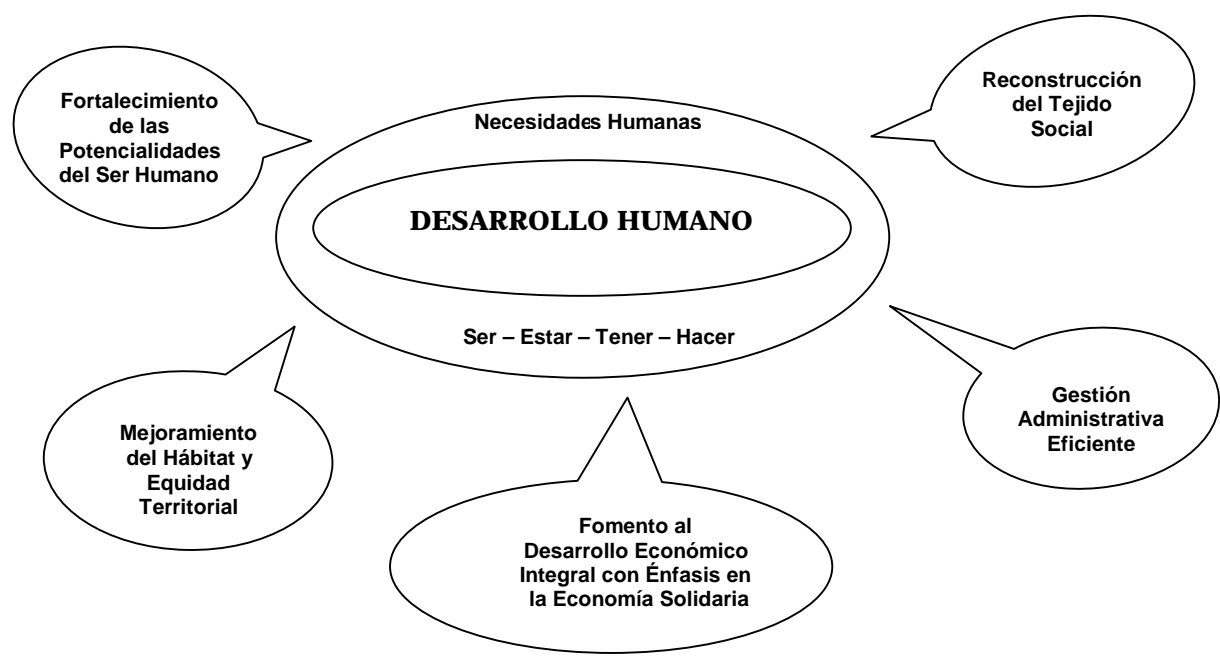 Fortalecimiento
de las
Potencialidades
del Ser Humano
Necesidades Humanas
Reconstrucción
del Tejido
Social
DESARROLLO HUMANO
Ser – Estar – Tener – Hacer
Mejoramiento
del Hábitat y
Equidad
Territorial
Gestión
Administrativa
Eficiente
Fomento al
Desarrollo Económico
Integral con Énfasis en
la Economía Solidaria